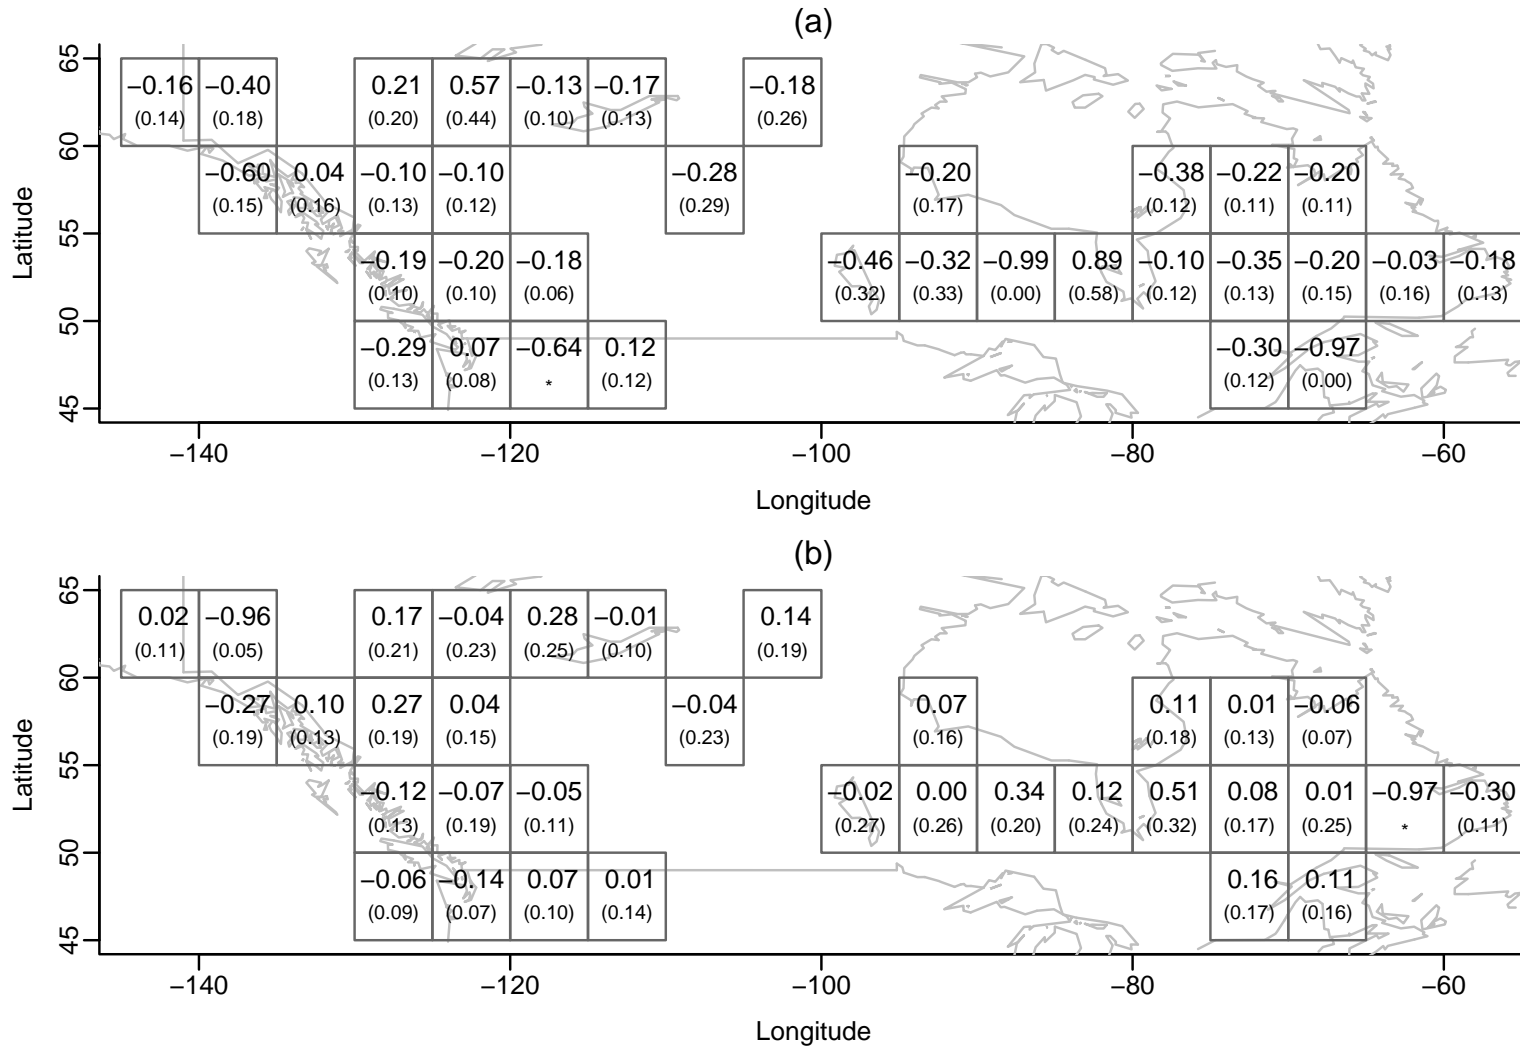 (a)
65
−0.16 −0.40 0.21 0.57 −0.13 −0.17 −0.18
(0.14) (0.18) (0.20) (0.44) (0.10) (0.13) (0.26)
60
−0.60 0.04 −0.10 −0.10 −0.28 −0.20 −0.38 −0.22 −0.20
(0.15) (0.16) (0.13) (0.12) (0.29) (0.17) (0.12) (0.11) (0.11)
Latitude
55
−0.19 −0.20 −0.18 −0.46 −0.32 −0.99 0.89 −0.10 −0.35 −0.20 −0.03 −0.18
(0.10) (0.10) (0.06) (0.32) (0.33) (0.00) (0.58) (0.12) (0.13) (0.15) (0.16) (0.13)
50
−0.29 0.07 −0.64 0.12 −0.30 −0.97
(0.13) (0.08) * (0.12) (0.12) (0.00)
45
−140 −120 −100 −80 −60
Longitude
(b)
65
0.02 −0.96 0.17 −0.04 0.28 −0.01 0.14
(0.11) (0.05) (0.21) (0.23) (0.25) (0.10) (0.19)
60
−0.27 0.10 0.27 0.04 −0.04 0.07 0.11 0.01 −0.06
(0.19) (0.13) (0.19) (0.15) (0.23) (0.16) (0.18) (0.13) (0.07)
Latitude
55
−0.12 −0.07 −0.05 −0.02 0.00 0.34 0.12 0.51 0.08 0.01 −0.97 −0.30
(0.13) (0.19) (0.11) (0.27) (0.26) (0.20) (0.24) (0.32) (0.17) (0.25) * (0.11)
50
−0.06 −0.14 0.07 0.01 0.16 0.11
(0.09) (0.07) (0.10) (0.14) (0.17) (0.16)
45
−140 −120 −100 −80 −60
Longitude